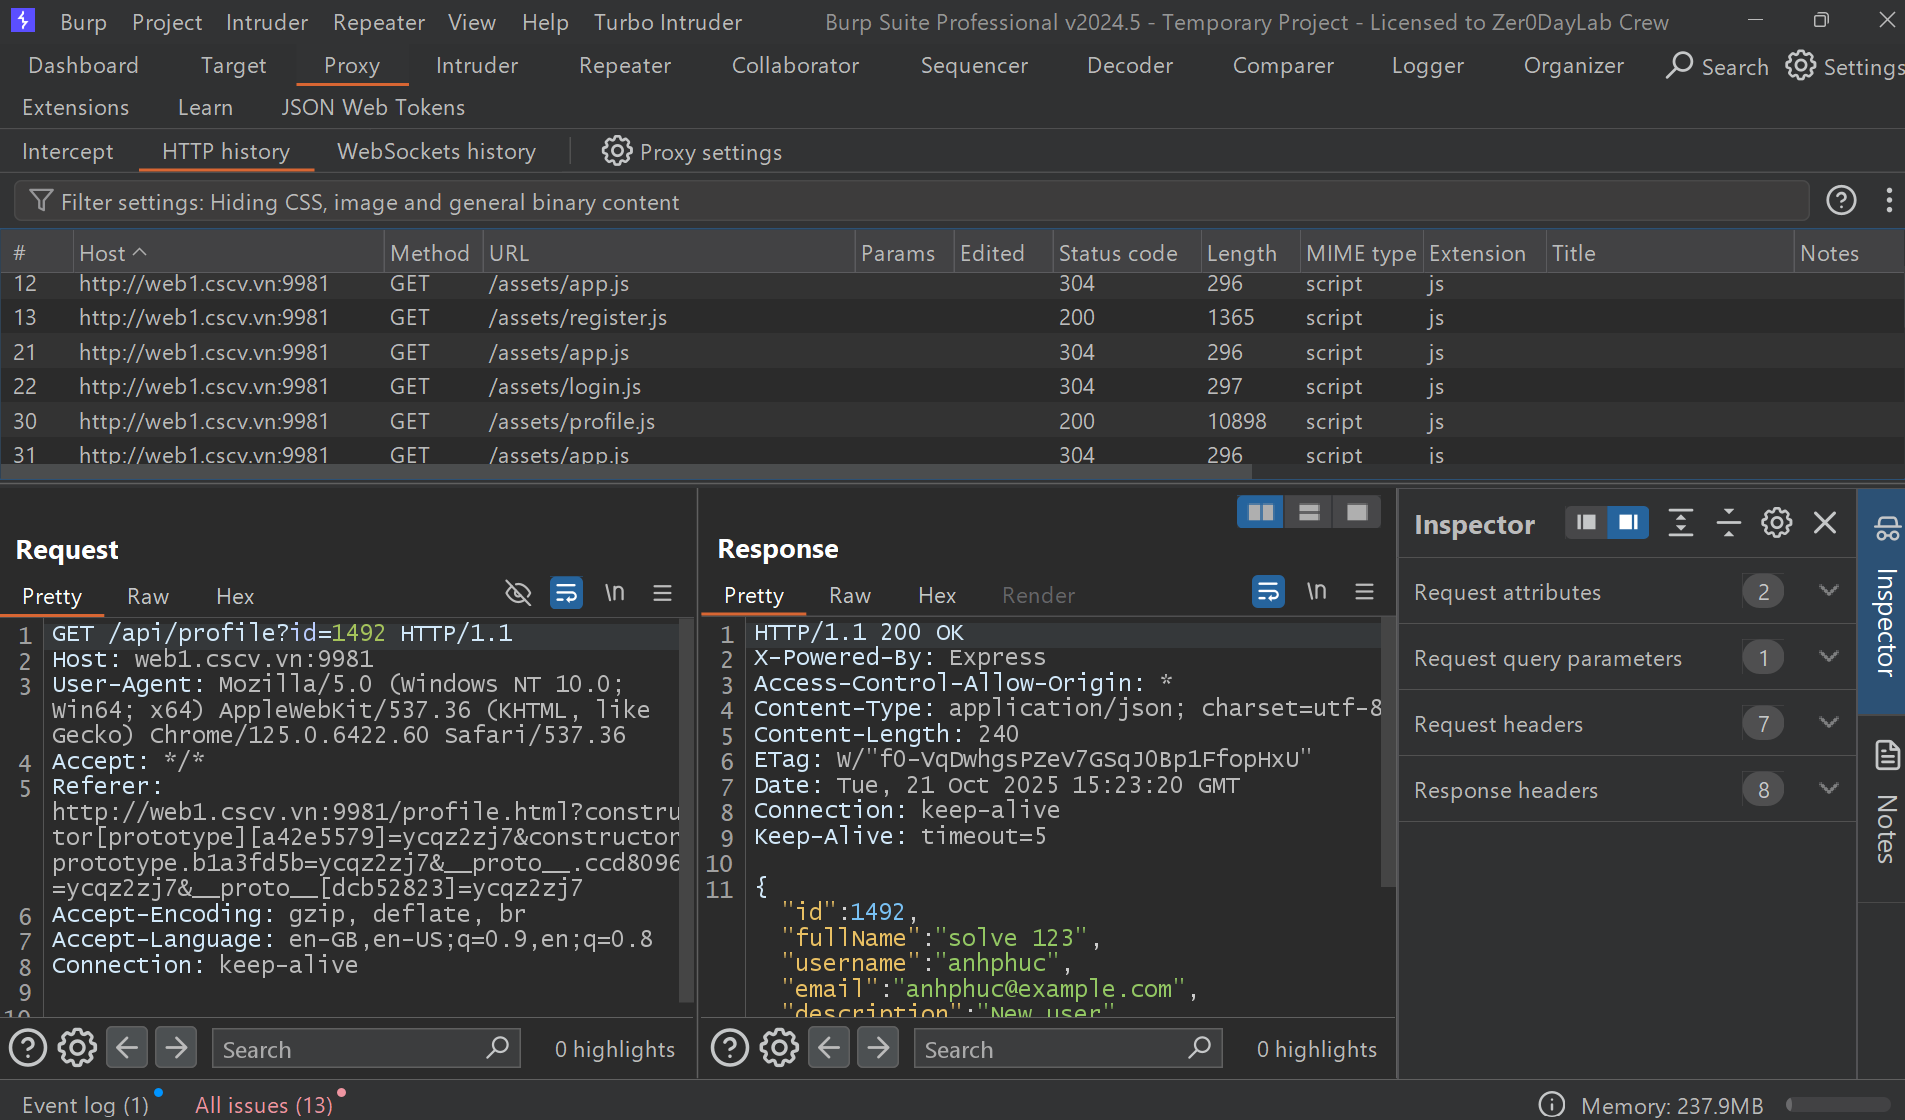 Burp Project Intruder Repeater View Help Turbo Intruder Burp Suite Professional v2024.5 - Temporary Project - Licensed to Zer0DayLab Crew
Dashboard Target Proxy Intruder Repeater Collaborator Sequencer Decoder Comparer Logger Organizer Search Settings
Extensions Learn JSON Web Tokens
Intercept HTTP history WebSockets history Proxy settings
Filter settings: Hiding CSS, image and general binary content
# Host Method URL Params Edited Status code Length MIME type Extension Title Notes
12 http://web1.cscv.vn:9981 GET /assets/app.js 304 296 script js
13 http://web1.cscv.vn:9981 GET /assets/register.js 200 1365 script js
21 http://web1.cscv.vn:9981 GET /assets/app.js 304 296 script js
22 http://web1.cscv.vn:9981 GET /assets/login.js 304 297 script js
30 http://web1.cscv.vn:9981 GET /assets/profile.js 200 10898 script js
31 http://web1.cscv.vn:9981 GET /assets/app.js 304 296 script js
Request
Pretty Raw Hex \n
1 GET /api/profile?id=1492 HTTP/1.1
2 Host: web1.cscv.vn:9981
3 User-Agent: Mozilla/5.0 (Windows NT 10.0;
Win64; x64) AppleWebKit/537.36 (KHTML, like
Gecko) Chrome/125.0.6422.60 Safari/537.36
4 Accept: */*
5 Referer:
http://web1.cscv.vn:9981/profile.html?constru
tor[prototype][a42e5579]=ycqz2zj7&constructor
prototype.b1a3fd5b=ycqz2zj7&__proto__.ccd8096
=ycqz2zj7&__proto__[dcb52823]=ycqz2zj7
6 Accept-Encoding: gzip, deflate, br
7 Accept-Language: en-GB,en-US;q=0.9,en;q=0.8
8 Connection: keep-alive
9
10
Search 0 highlights
Response
Pretty Raw Hex Render \n
1 HTTP/1.1 200 OK
2 X-Powered-By: Express
3 Access-Control-Allow-Origin: *
4 Content-Type: application/json; charset=utf-8
5 Content-Length: 240
6 ETag: W/"f0-VqDwhgsPZeV7GSqJ0Bp1FfopHxU"
7 Date: Tue, 21 Oct 2025 15:23:20 GMT
8 Connection: keep-alive
9 Keep-Alive: timeout=5
10
11 {
"id":1492,
"fullName":"solve 123",
"username":"anhphuc",
"email":"anhphuc@example.com",
"description":"New user"
Search 0 highlights
Inspector
Request attributes 2
Request query parameters 1
Request headers 7
Response headers 8
Inspector
Notes
Event log (1) All issues (13) Memory: 237.9MB